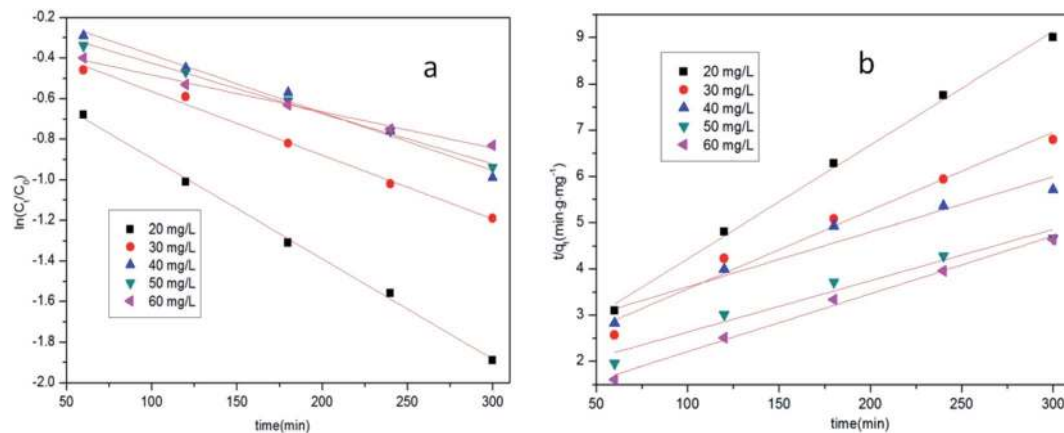 a
ln(Cₜ/C₀)
-0.2
-0.4
-0.6
-0.8
-1.0
-1.2
-1.4
-1.6
-1.8
-2.0
20 mg/L
30 mg/L
40 mg/L
50 mg/L
60 mg/L
50 100 150 200 250 300
time(min)
b
t/qₜ(min·g·mg⁻¹)
9
8
7
6
5
4
3
2
20 mg/L
30 mg/L
40 mg/L
50 mg/L
60 mg/L
50 100 150 200 250 300
time(min)